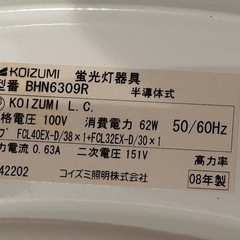 KOIZUMI 蛍光灯器具
型番 BHN6309R 半導体式
KOIZUMI L.C.
格電圧 100V 消費電力 62W 50/60Hz
プ FCL40EX-D/38×1+FCL32EX-D/30×1
力電流 0.63A 二次電圧 151V
42202 高力率
08年製
コイズミ照明株式会社